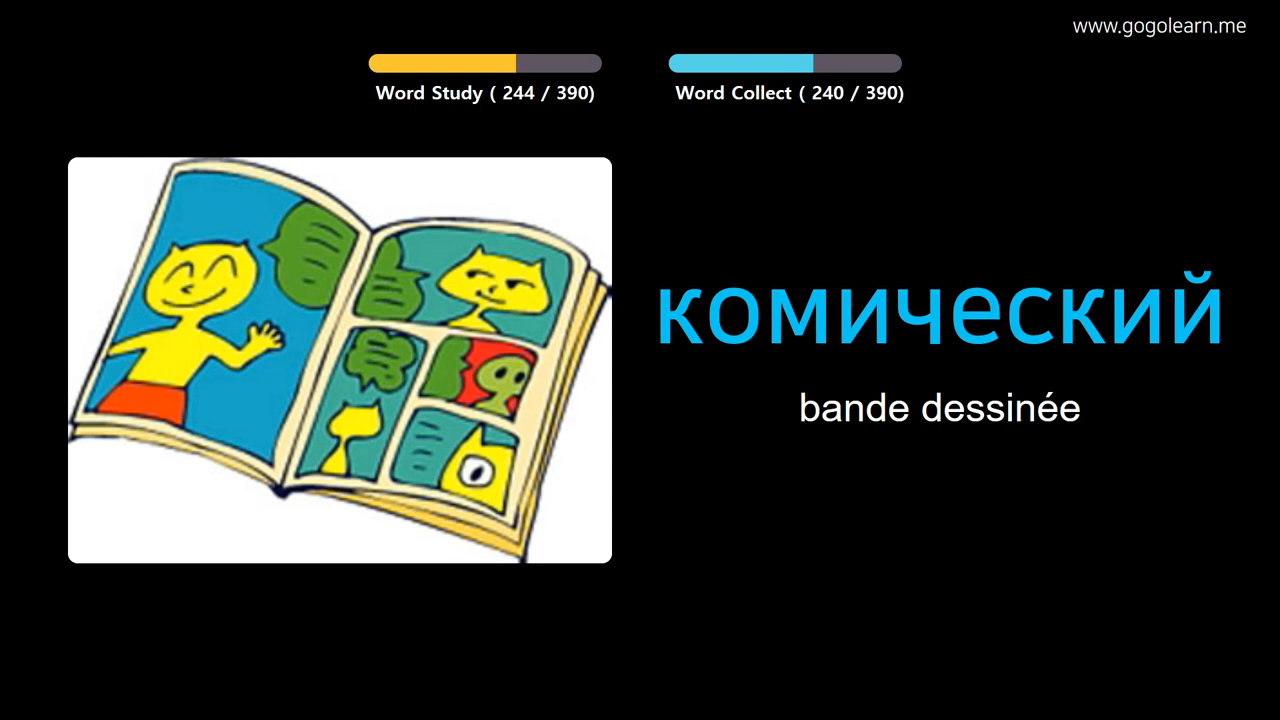 www.gogolearn.me
Word Study ( 244 / 390)
Word Collect ( 240 / 390)
комический
bande dessinée